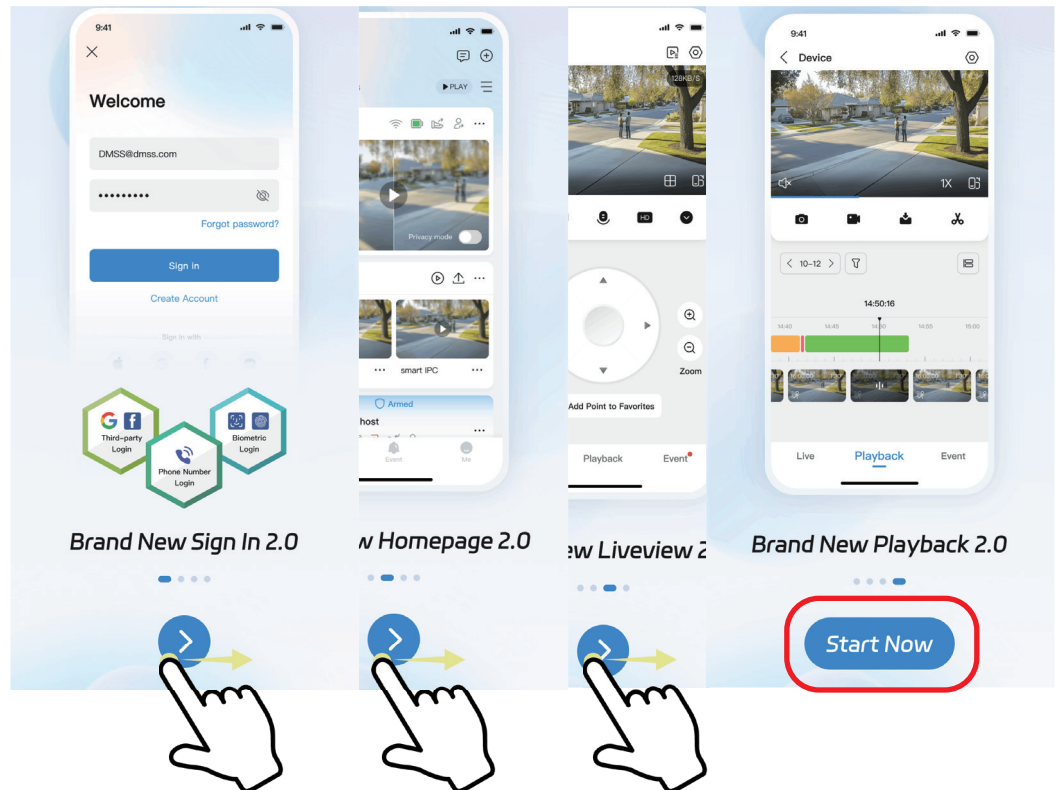 9:41
Welcome
DMSS@dmss.com
•••••••••
Forgot password?
Sign in
Create Account
Sign in with
Third-party
Login
Phone Number
Login
Biometric
Login
Brand New Sign In 2.0
PLAY
Privacy mode
smart IPC
Armed
host
Event
Me
w Homepage 2.0
128KB/S
HD
Zoom
Add Point to Favorites
Playback
Event
ew Liveview 2
9:41
Device
1X
10-12
14:50:16
14:40
14:45
14:50
14:55
15:00
Live
Playback
Event
Brand New Playback 2.0
Start Now